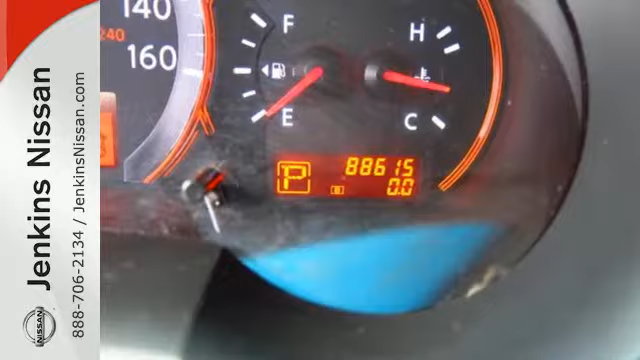 140
240
160
F
E
H
C
P
88615
B 0.0
Jenkins Nissan
888-706-2134 / JenkinsNissan.com
NISSAN